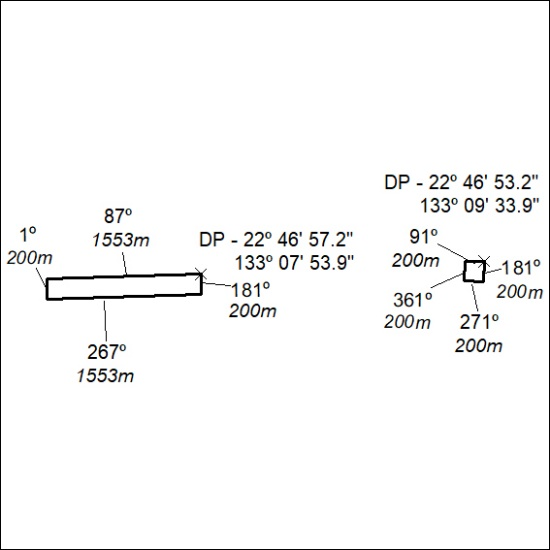 DP - 22º 46' 53.2"
133º 09' 33.9"
87º
1553m
1º
200m
DP - 22º 46' 57.2"
133º 07' 53.9"
181º
200m
267º
1553m
91º
200m
181º
200m
361º
200m
271º
200m